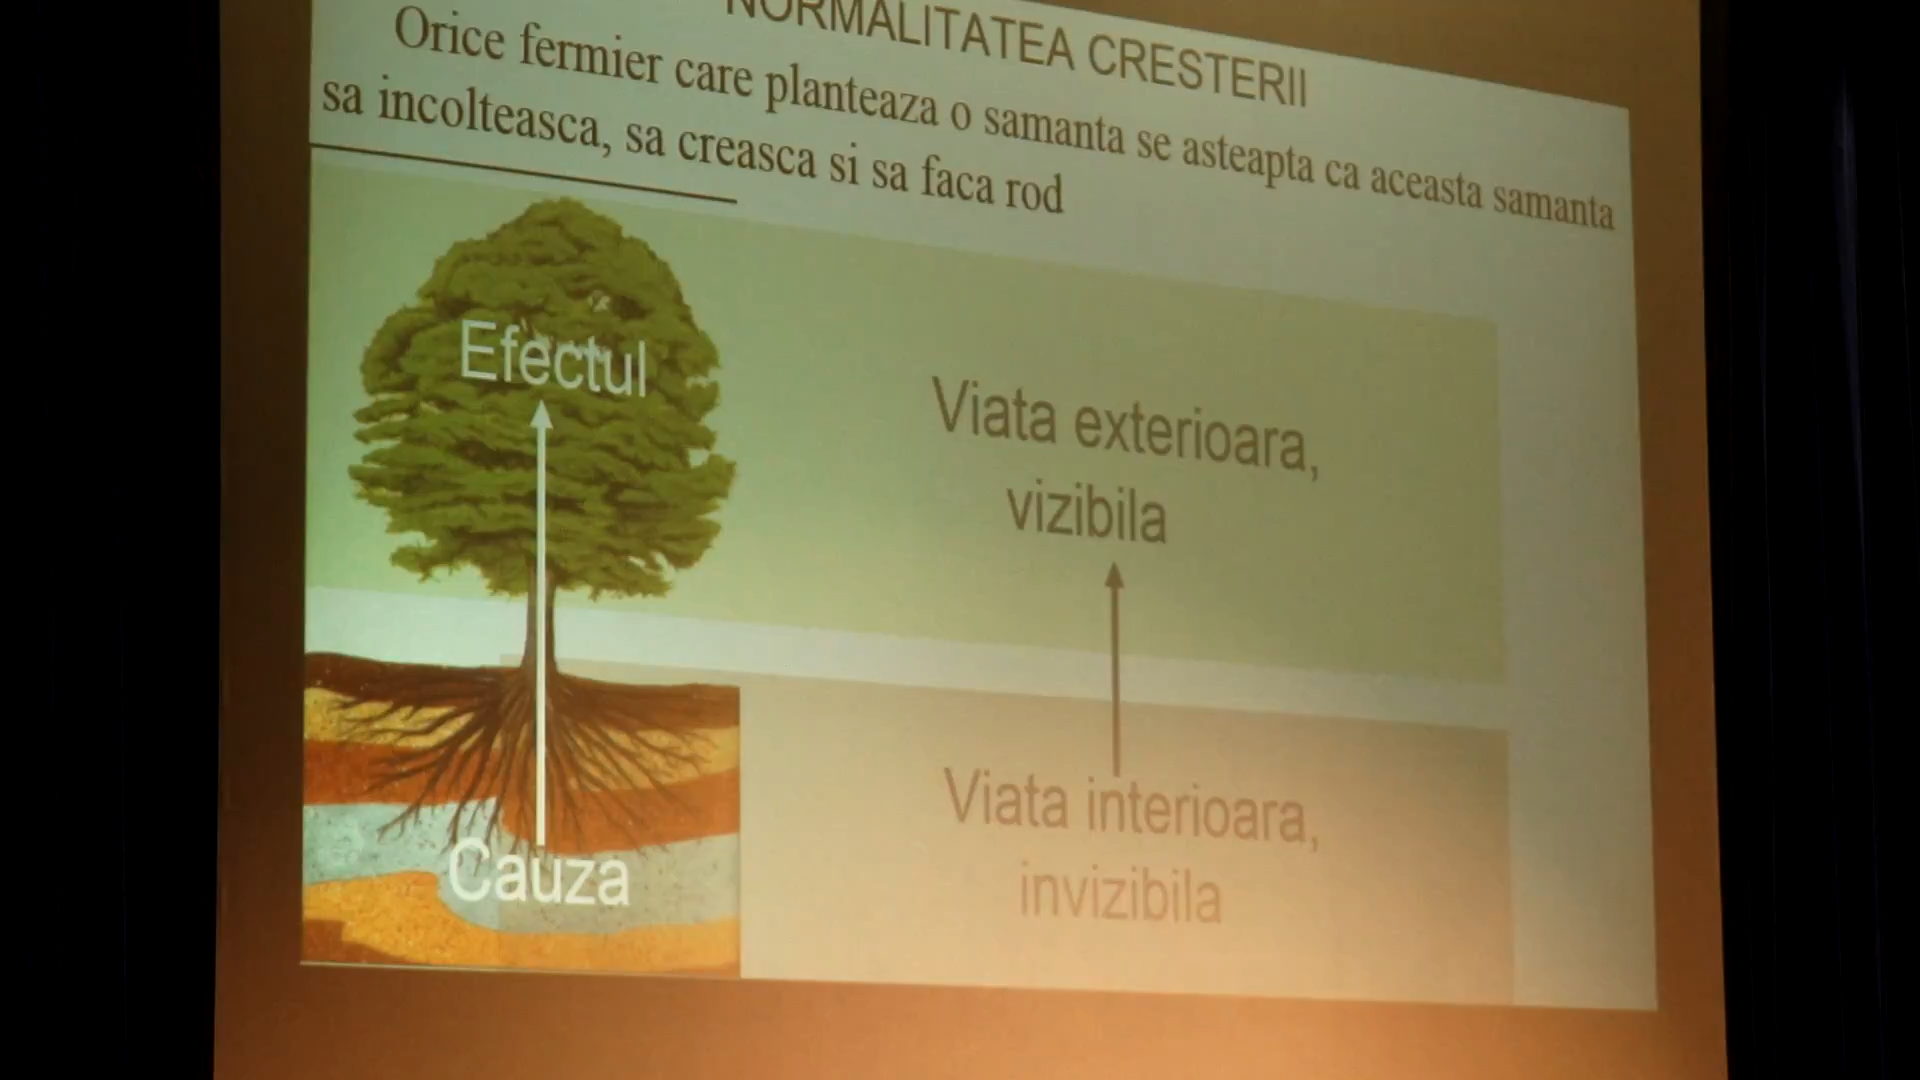 NORMALITATEA CRESTERII
Orice fermier care planteaza o samanta se asteapta ca aceasta samanta
sa incolteasca, sa creasca si sa faca rod
Efectul
Viata exterioara,
vizibila
Cauza
Viata interioara,
invizibila